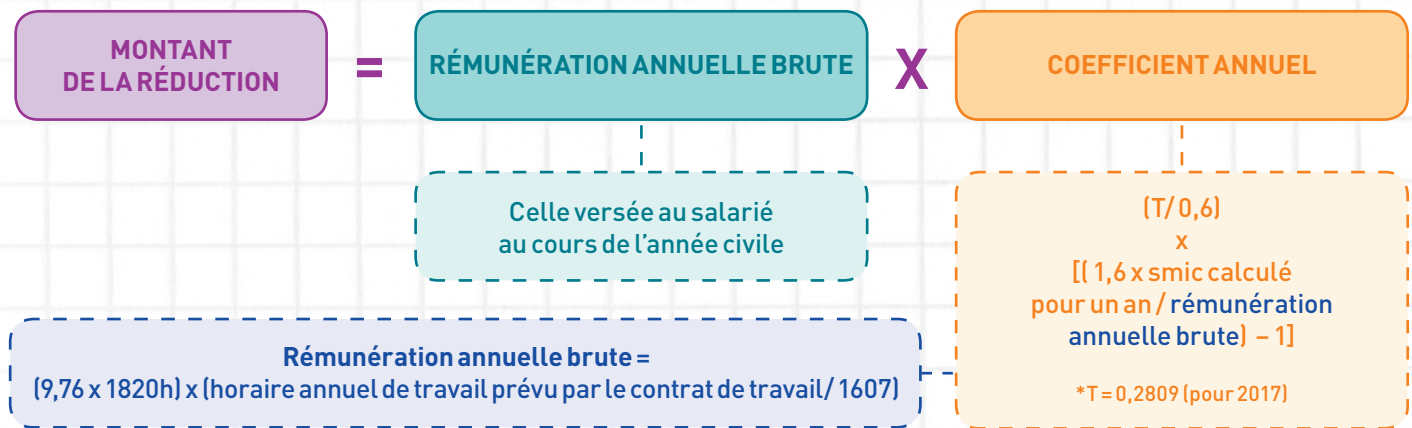 MONTANT
DE LA RÉDUCTION
=
RÉMUNÉRATION ANNUELLE BRUTE
X
COEFFICIENT ANNUEL
Celle versée au salarié
au cours de l’année civile
(T/ 0,6)
x
[( 1,6 x smic calculé
pour un an / rémunération
annuelle brute) – 1]
*T = 0,2809 (pour 2017)
Rémunération annuelle brute =
(9,76 x 1820h) x (horaire annuel de travail prévu par le contrat de travail/ 1607)